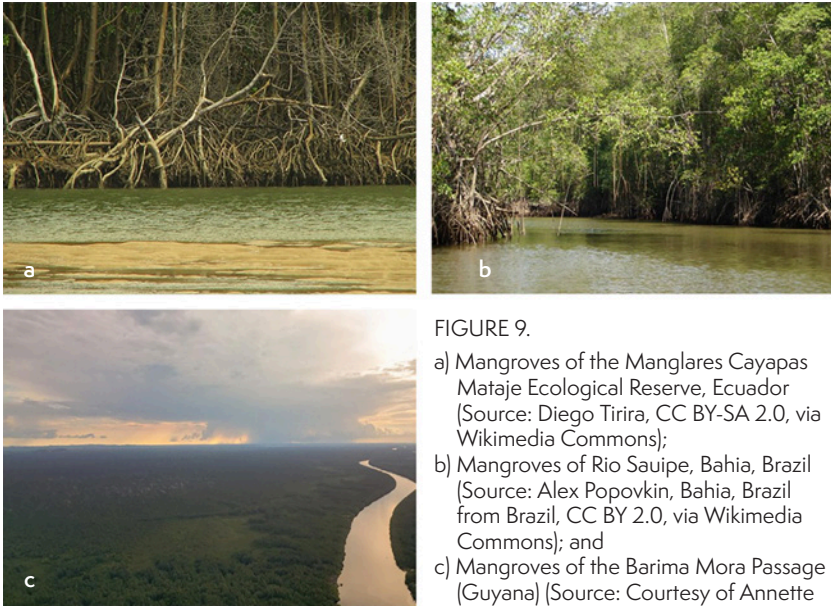 a
b
c
FIGURE 9.
a) Mangroves of the Manglares Cayapas
Mataje Ecological Reserve, Ecuador
(Source: Diego Tirira, CC BY-SA 2.0, via
Wikimedia Commons);
b) Mangroves of Rio Sauipe, Bahia, Brazil
(Source: Alex Popovkin, Bahia, Brazil
from Brazil, CC BY 2.0, via Wikimedia
Commons); and
c) Mangroves of the Barima Mora Passage
(Guyana) (Source: Courtesy of Annette